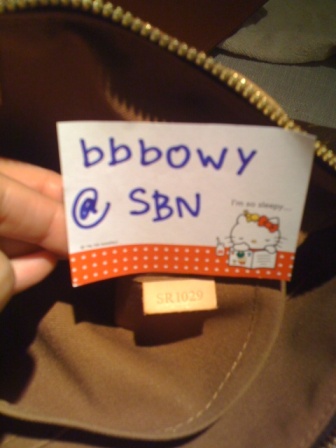 bbbowy
@ SBN
I'm so sleepy...
SR1029